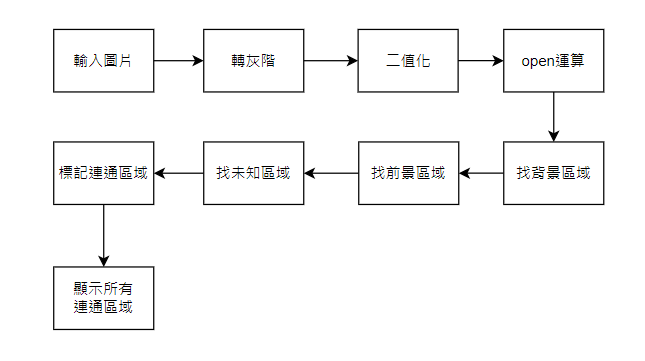 輸入圖片
轉灰階
二值化
open運算
標記連通區域
找未知區域
找前景區域
找背景區域
顯示所有
連通區域